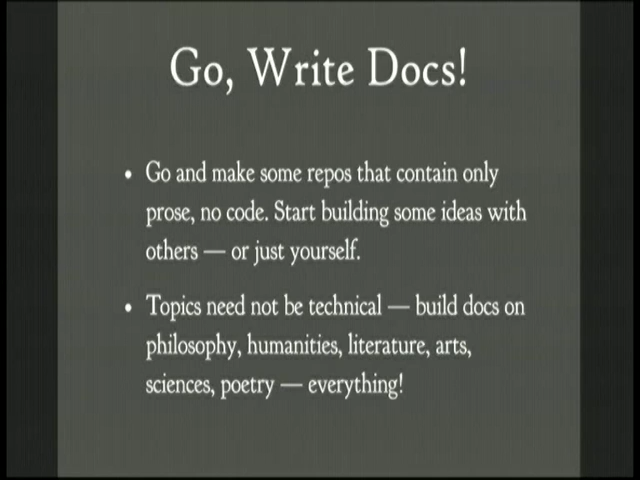 Go, Write Docs!
• Go and make some repos that contain only
prose, no code. Start building some ideas with
others — or just yourself.
• Topics need not be technical — build docs on
philosophy, humanities, literature, arts,
sciences, poetry — everything!